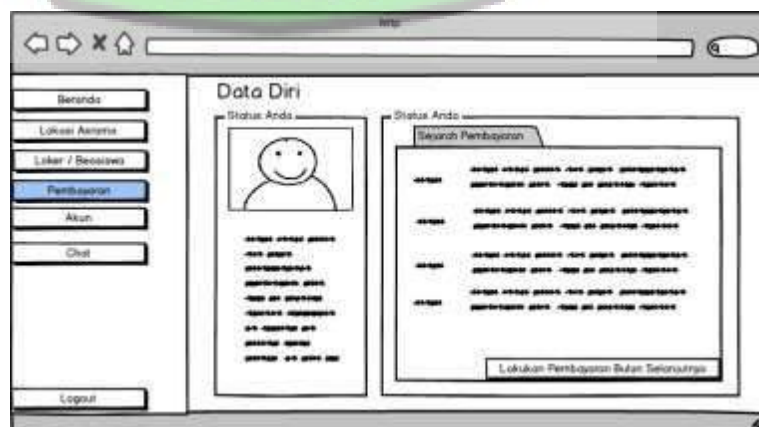 http
Beranda
Lokasi Asrama
Loker / Beasiswa
Pembayaran
Akun
Chat
Logout
Data Diri
Status Anda
Status Anda
Sejarah Pembayaran
Lakukan Pembayaran Bulan Selanjutnya